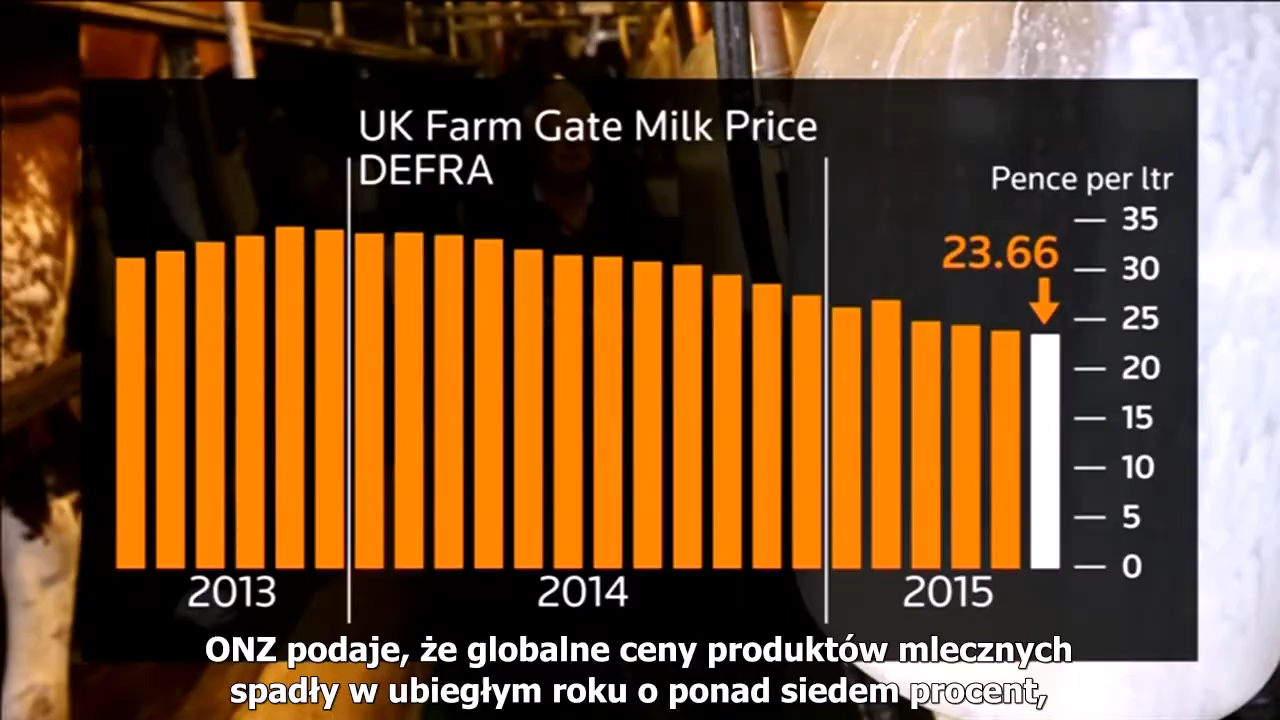 UK Farm Gate Milk Price
DEFRA
Pence per ltr
35
23.66
30
25
20
15
10
5
0
2013
2014
2015
ONZ podaje, że globalne ceny produktów mlecznych
spadły w ubiegłym roku o ponad siedem procent,